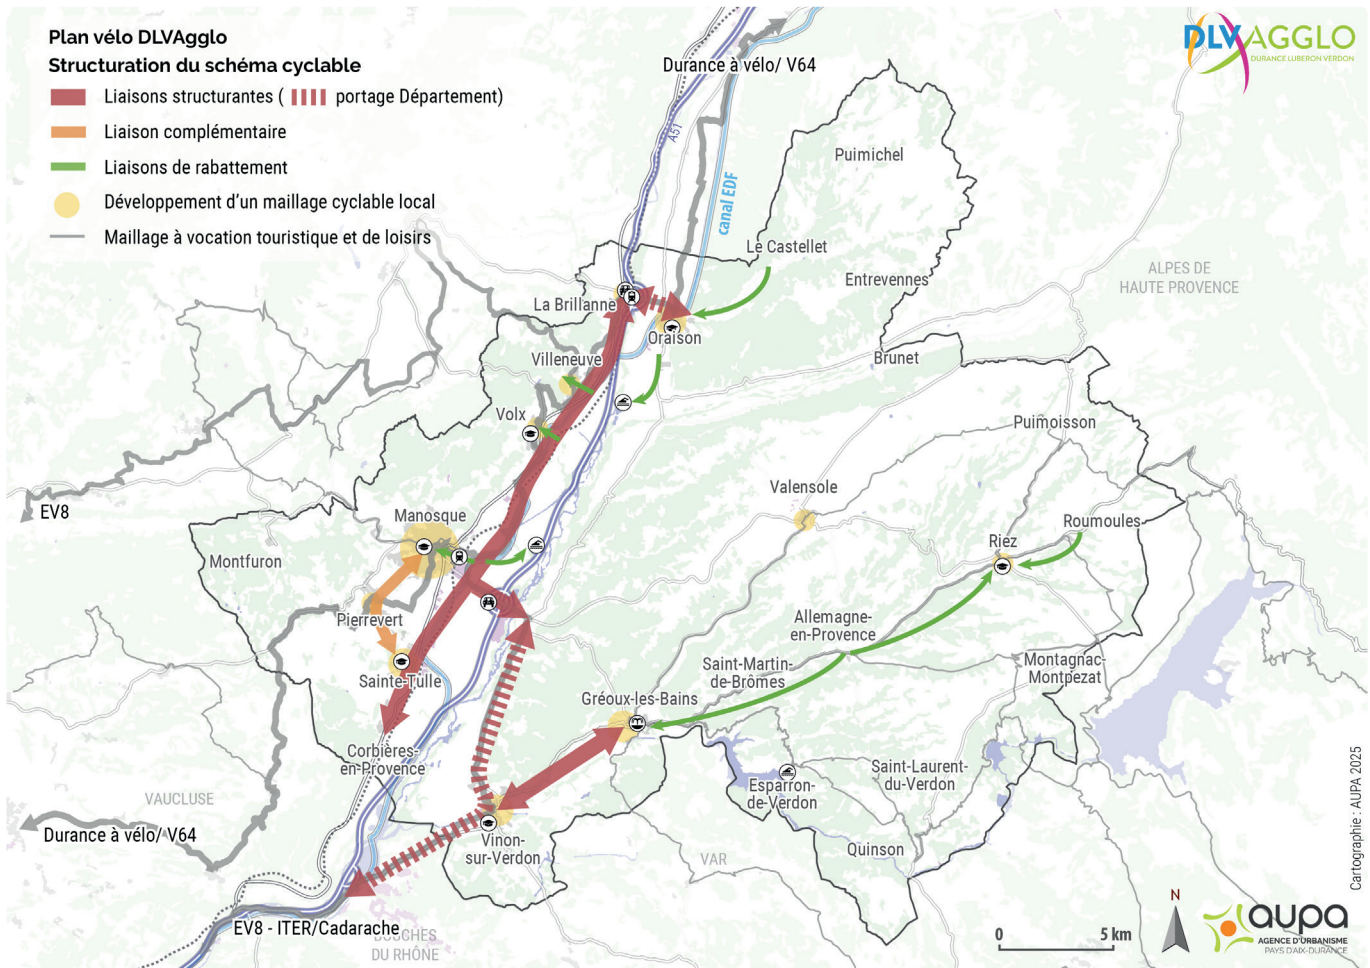 Plan vélo DLVAgglo
Structuration du schéma cyclable
Liaisons structurantes ( portage Département)
Liaison complémentaire
Liaisons de rabattement
Développement d'un maillage cyclable local
Maillage à vocation touristique et de loisirs
DLVAGGLO
DURANCE LUBERON VERDON
Durance à vélo/ V64
A51
canal EDF
Puimichel
Le Castellet
Entrevennes
ALPES DE
HAUTE PROVENCE
La Brillanne
Oraison
Villeneuve
Brunet
Volx
Puimoisson
Valensole
EV8
Manosque
Roumoules
Riez
Montfuron
Pierrevert
Allemagne-
en-Provence
Saint-Martin-
de-Brômes
Montagnac-
Montpezat
Sainte-Tulle
Gréoux-les-Bains
Corbières-
en-Provence
Saint-Laurent-
du-Verdon
Esparron-
de-Verdon
VAUCLUSE
Durance à vélo/ V64
Vinon-
sur-Verdon
VAR
Quinson
EV8 - ITER/Cadarache
BOUCHES
DU RHÔNE
Cartographie : AUPA 2025
N
0
5 km
aupa
AGENCE D'URBANISME
PAYS D'AIX-DURANCE